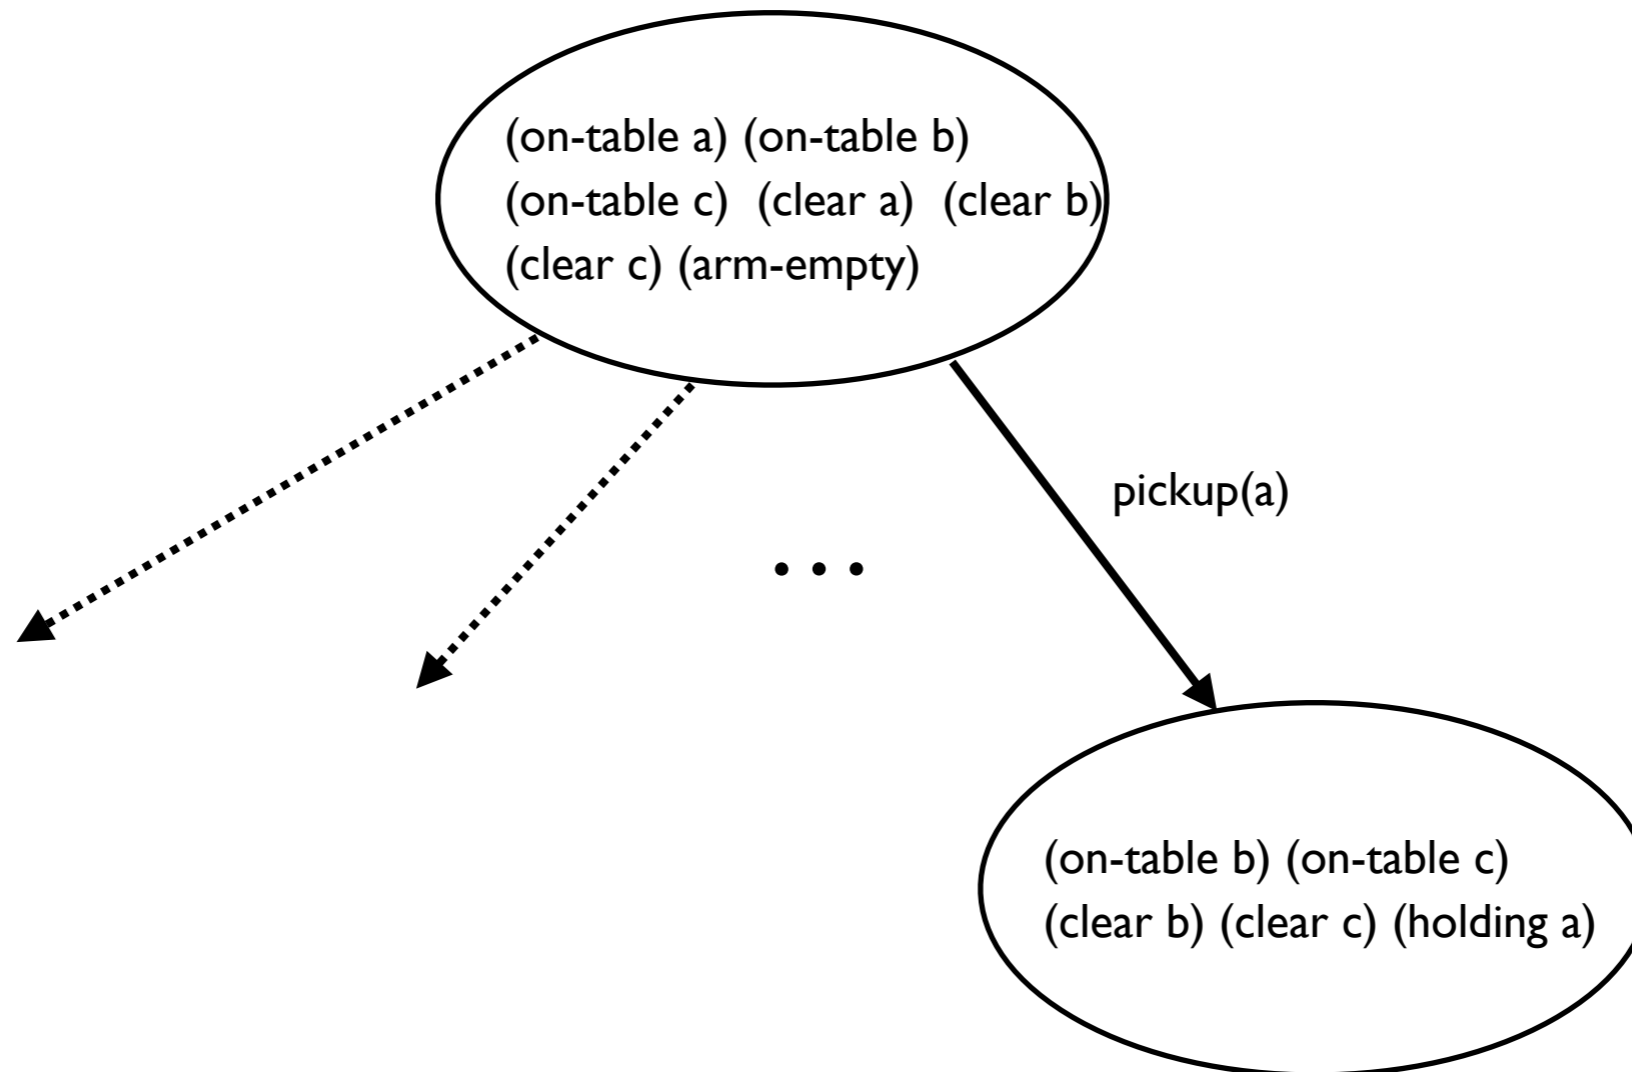 (on-table a) (on-table b)
(on-table c) (clear a) (clear b)
(clear c) (arm-empty)
pickup(a)
...
(on-table b) (on-table c)
(clear b) (clear c) (holding a)